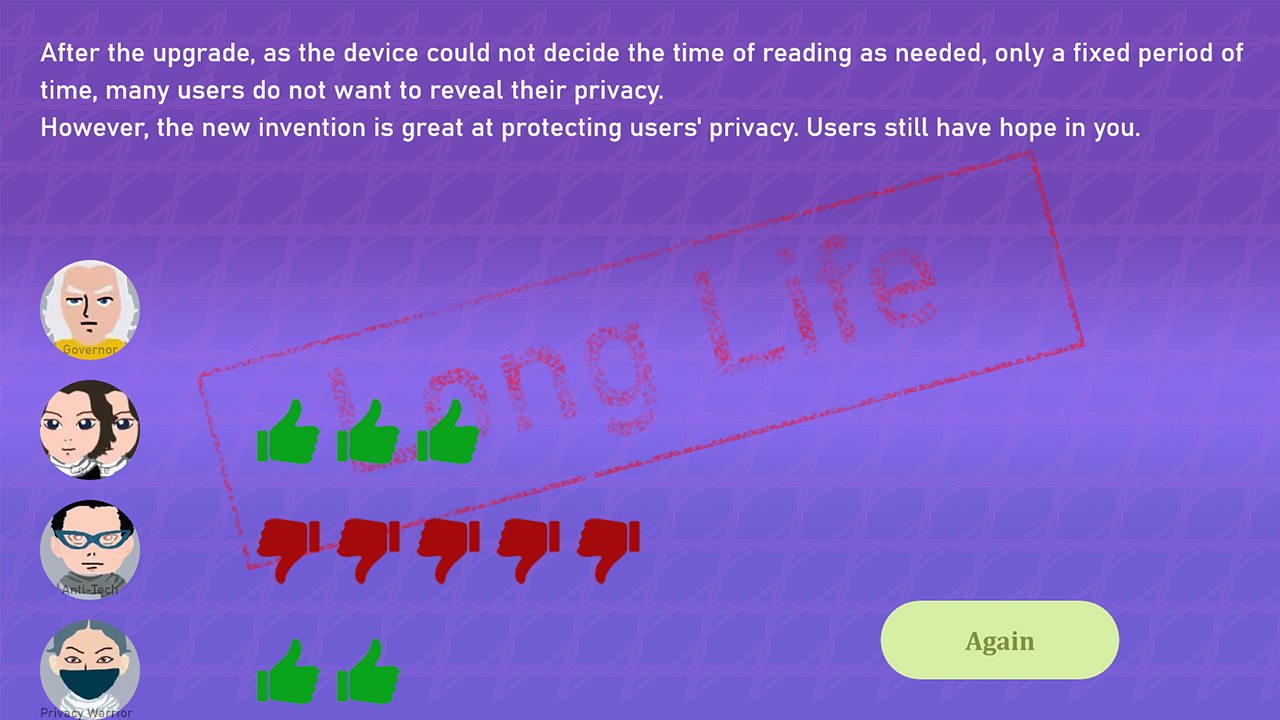 After the upgrade, as the device could not decide the time of reading as needed, only a fixed period of
time, many users do not want to reveal their privacy.
However, the new invention is great at protecting users' privacy. Users still have hope in you.
Long Life
Governor
Anti-Tech
Privacy Warrior
Again